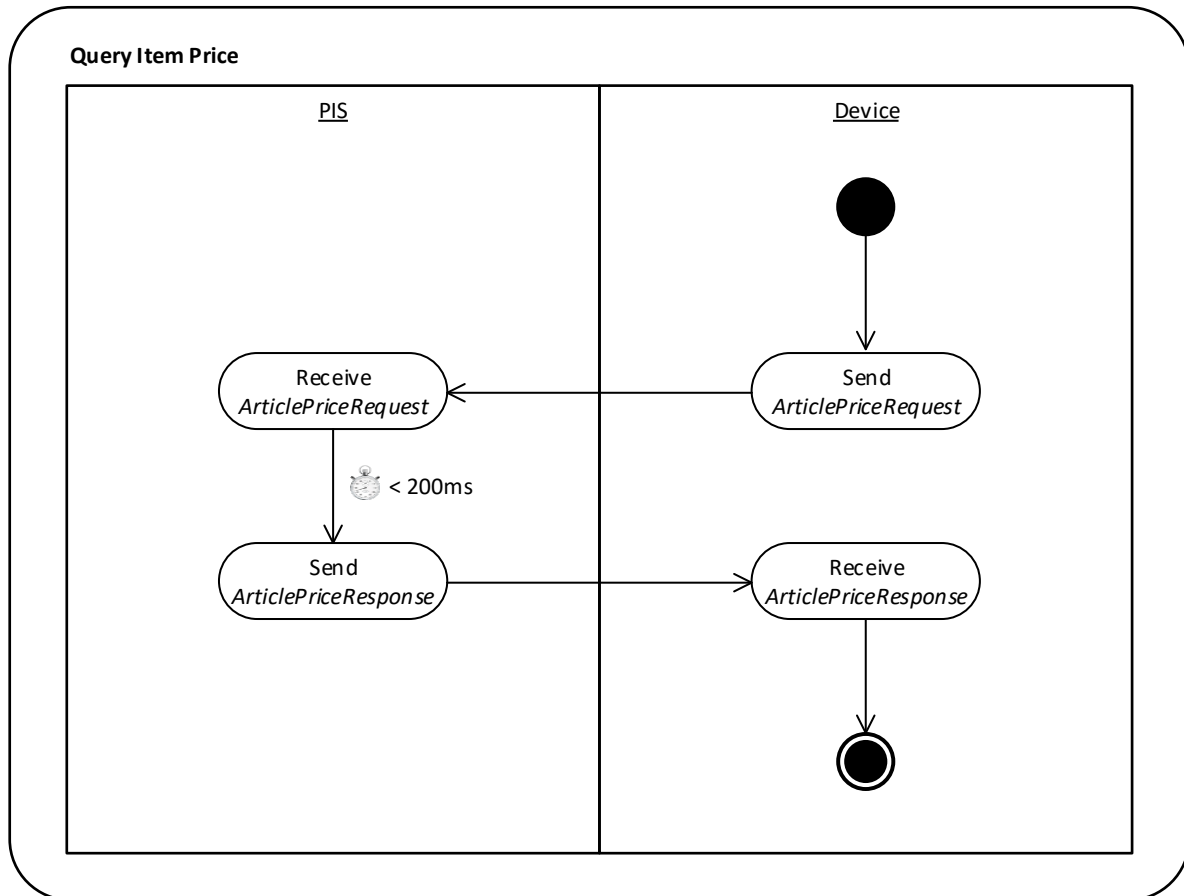 Query Item Price
PIS
Device
Receive
ArticlePriceRequest
Send
ArticlePriceRequest
< 200ms
Send
ArticlePriceResponse
Receive
ArticlePriceResponse